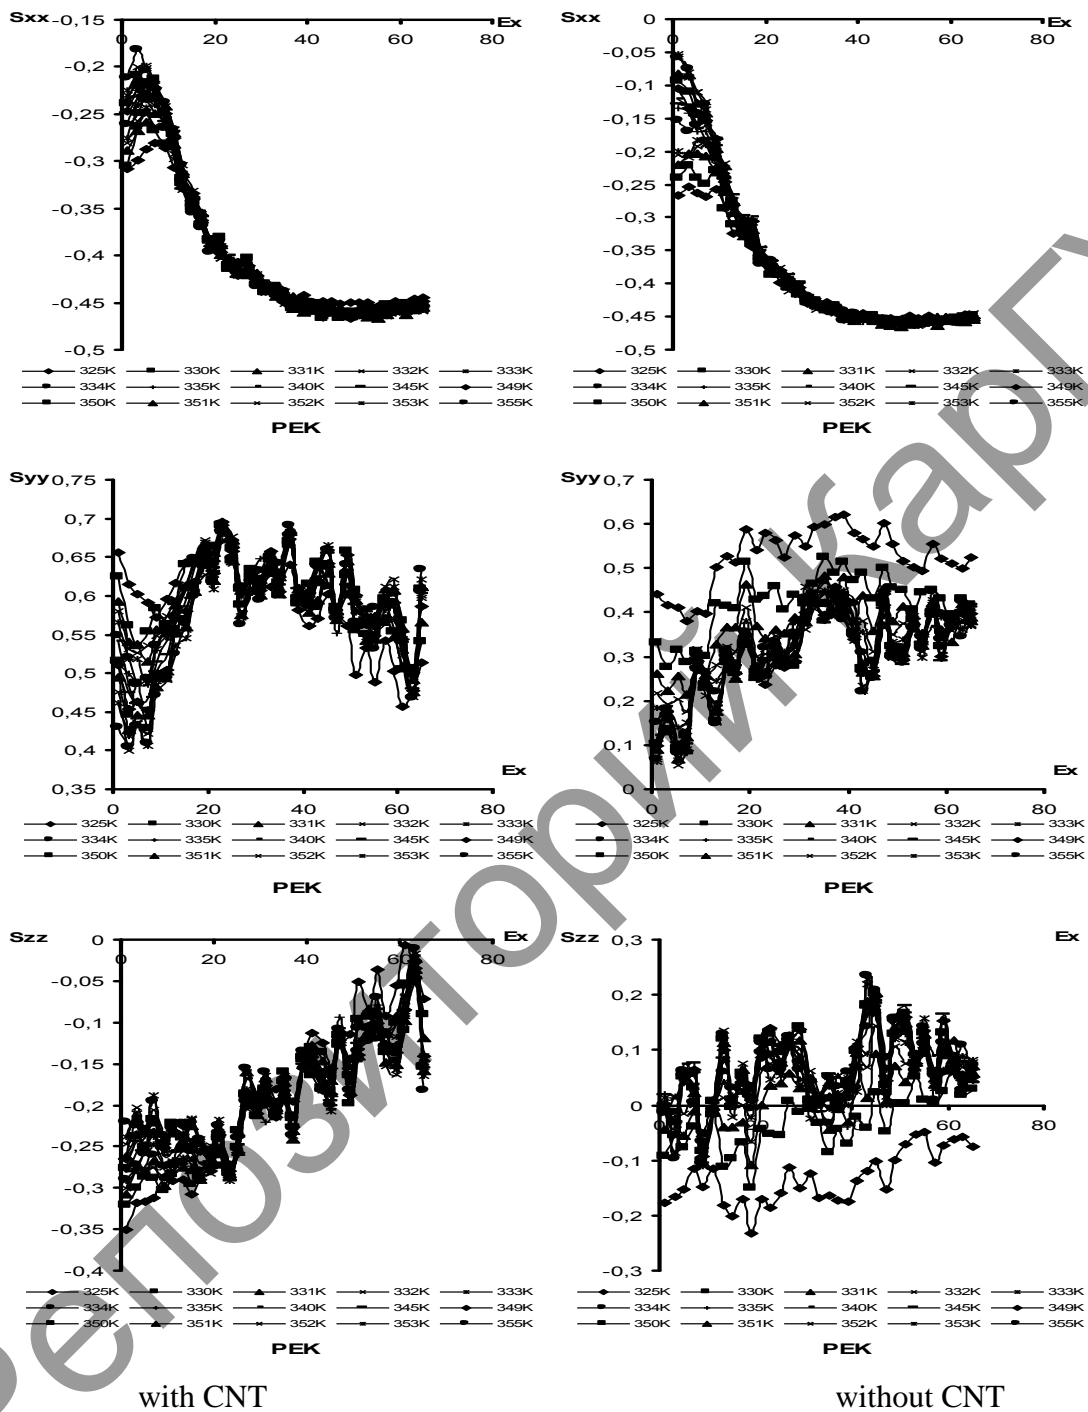 Sxx -0,15 Ex
0 20 40 60 80
-0,2
-0,25
-0,3
-0,35
-0,4
-0,45
-0,5
325K 330K 331K 332K 333K
334K 335K 340K 345K 349K
350K 351K 352K 353K 355K
PEK
Sxx 0 Ex
0 20 40 60 80
-0,05
-0,1
-0,15
-0,2
-0,25
-0,3
-0,35
-0,4
-0,45
-0,5
325K 330K 331K 332K 333K
334K 335K 340K 345K 349K
350K 351K 352K 353K 355K
PEK
Syy 0,75
0,7
0,65
0,6
0,55
0,5
0,45
0,4
0,35 Ex
0 20 40 60 80
325K 330K 331K 332K 333K
334K 335K 340K 345K 349K
350K 351K 352K 353K 355K
PEK
Syy 0,7
0,6
0,5
0,4
0,3
0,2
0,1
0 Ex
0 20 40 60 80
325K 330K 331K 332K 333K
334K 335K 340K 345K 349K
350K 351K 352K 353K 355K
PEK
Szz 0 Ex
0 20 40 60 80
-0,05
-0,1
-0,15
-0,2
-0,25
-0,3
-0,35
-0,4
325K 330K 331K 332K 333K
334K 335K 340K 345K 349K
350K 351K 352K 353K 355K
PEK
Szz 0,3 Ex
0,2
0,1
0
0 20 40 60 80
-0,1
-0,2
-0,3
325K 330K 331K 332K 333K
334K 335K 340K 345K 349K
350K 351K 352K 353K 355K
PEK
with CNT without CNT
Репозиторий КарГУ